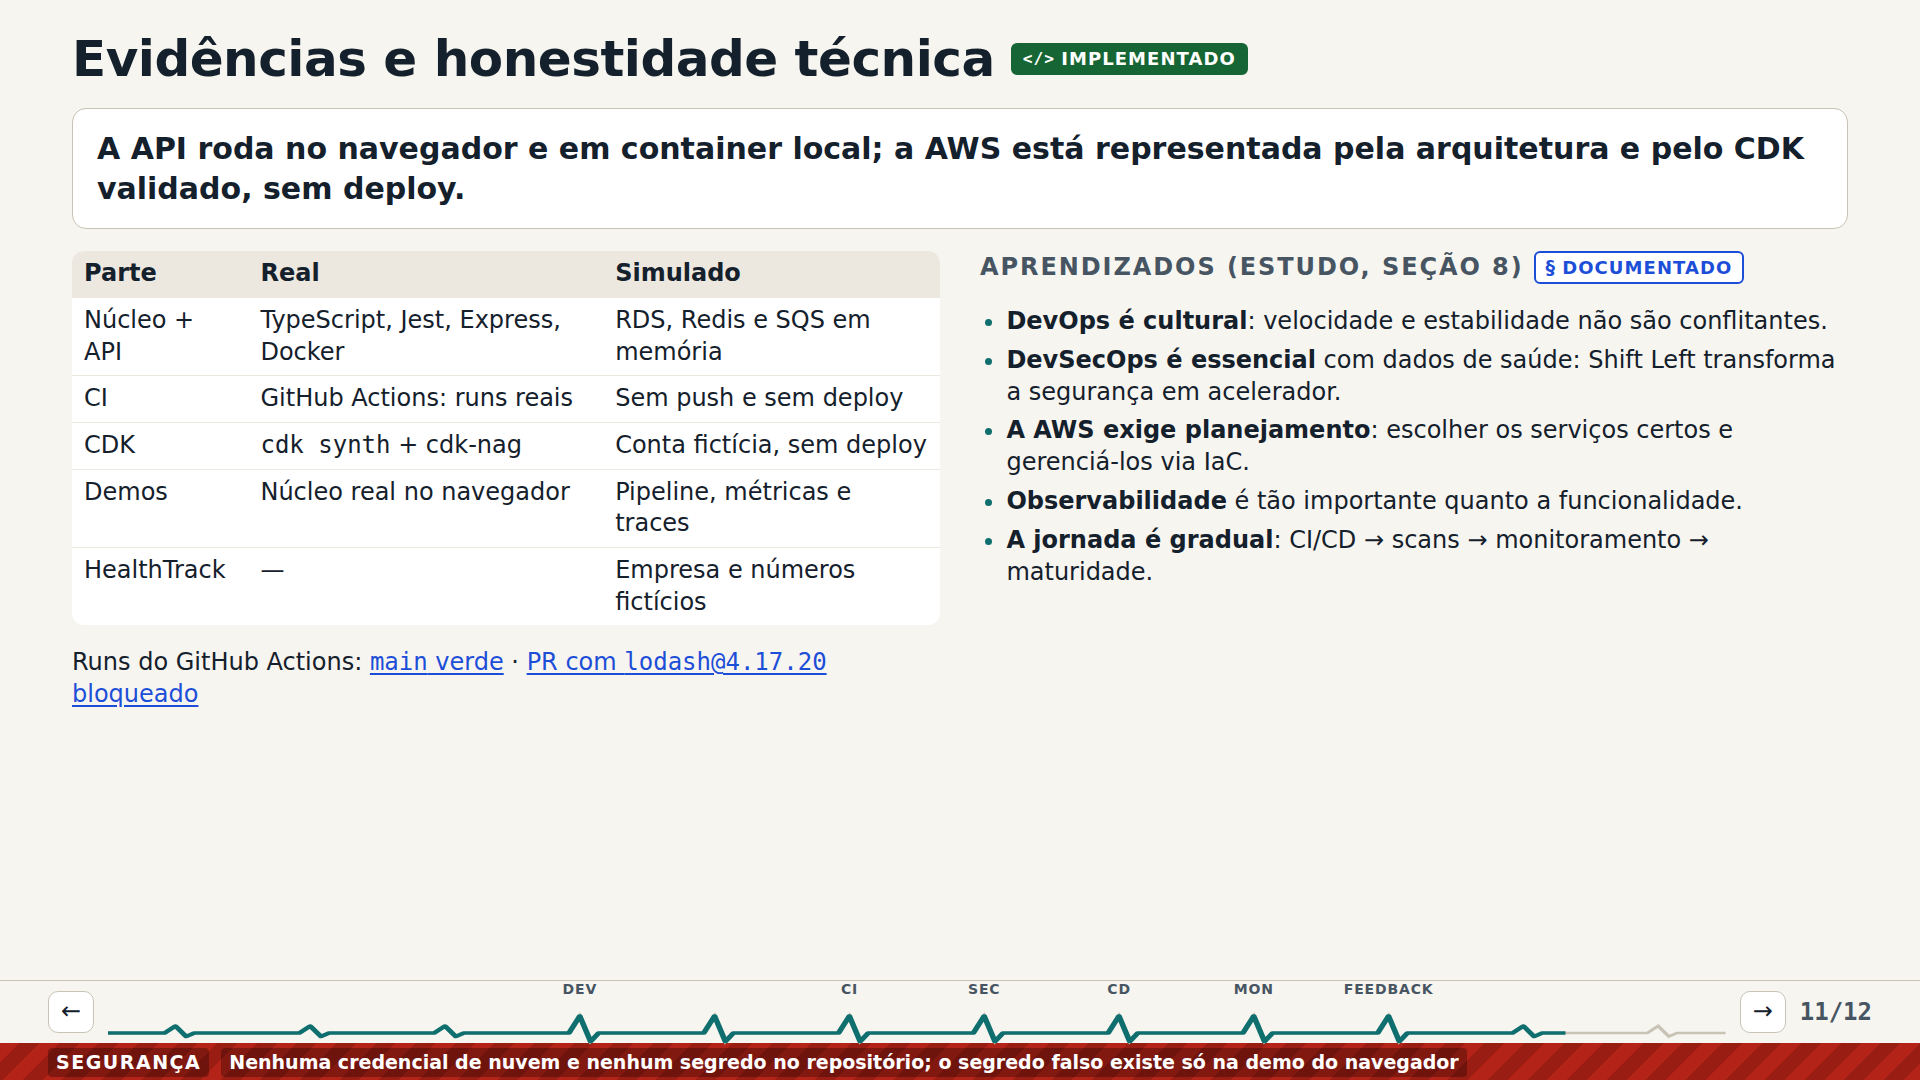 Evidências e honestidade técnica </> IMPLEMENTADO
A API roda no navegador e em container local; a AWS está representada pela arquitetura e pelo CDK
validado, sem deploy.
Parte Real Simulado
Núcleo + API TypeScript, Jest, Express, Docker RDS, Redis e SQS em memória
CI GitHub Actions: runs reais Sem push e sem deploy
CDK cdk synth + cdk-nag Conta fictícia, sem deploy
Demos Núcleo real no navegador Pipeline, métricas e traces
HealthTrack — Empresa e números fictícios
Runs do GitHub Actions: main verde · PR com lodash@4.17.20
bloqueado
APRENDIZADOS (ESTUDO, SEÇÃO 8) § DOCUMENTADO
• DevOps é cultural: velocidade e estabilidade não são conflitantes.
• DevSecOps é essencial com dados de saúde: Shift Left transforma
a segurança em acelerador.
• A AWS exige planejamento: escolher os serviços certos e
gerenciá-los via IaC.
• Observabilidade é tão importante quanto a funcionalidade.
• A jornada é gradual: CI/CD → scans → monitoramento →
maturidade.
← DEV CI SEC CD MON FEEDBACK → 11/12
SEGURANÇA Nenhuma credencial de nuvem e nenhum segredo no repositório; o segredo falso existe só na demo do navegador